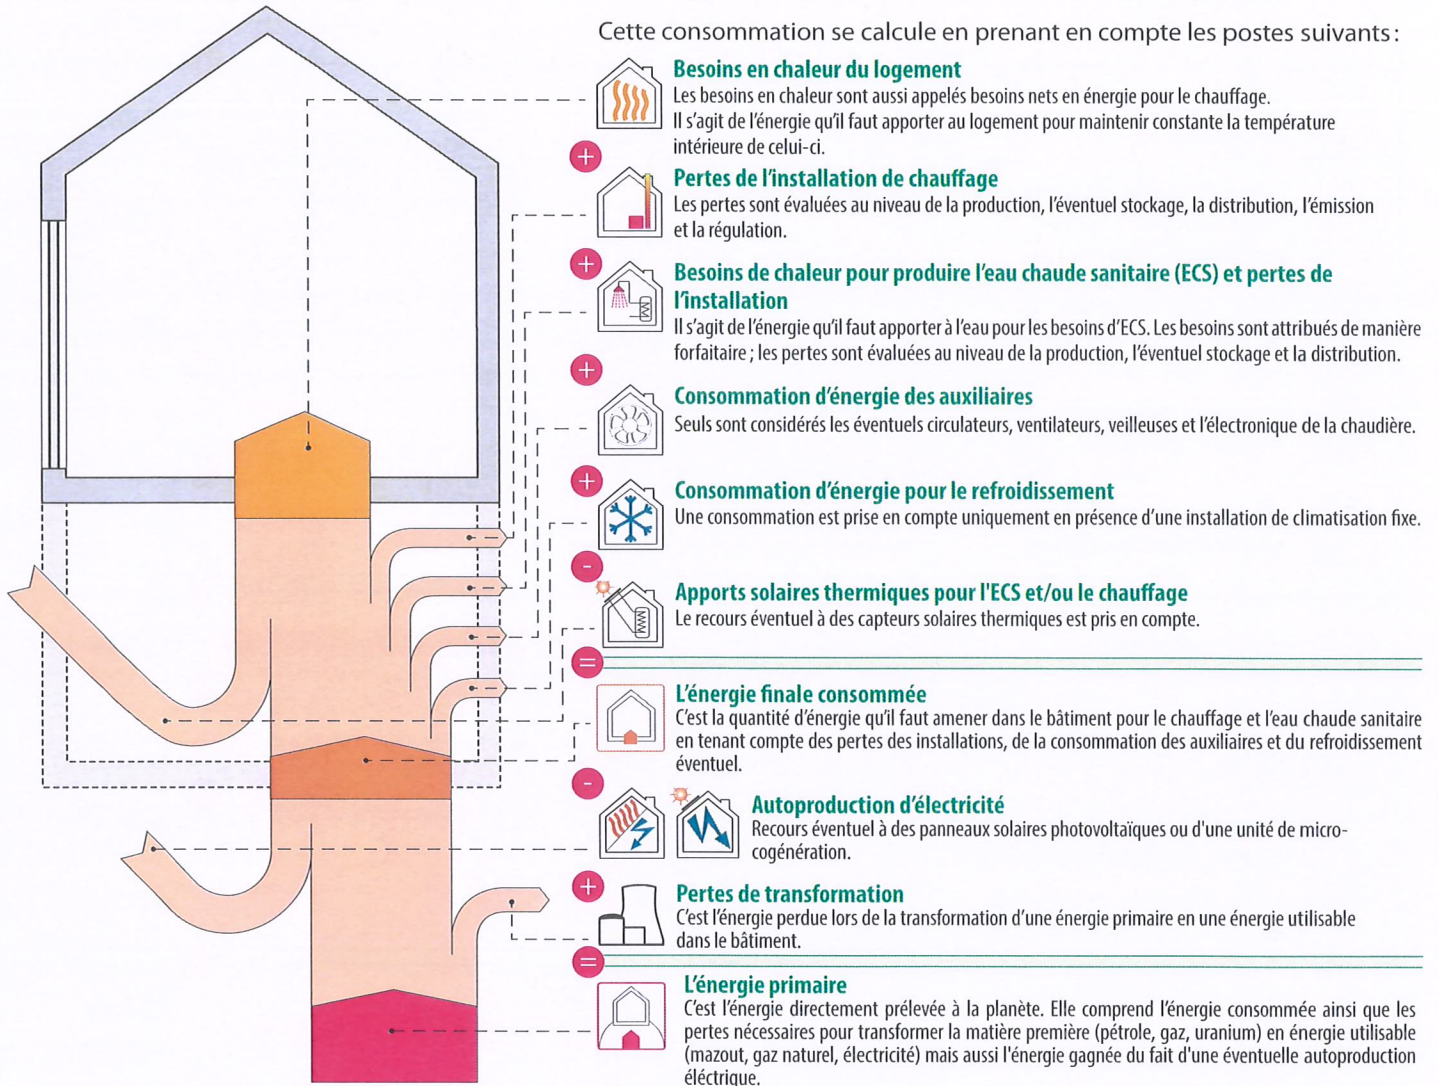 Cette consommation se calcule en prenant en compte les postes suivants :
Besoins en chaleur du logement
Les besoins en chaleur sont aussi appelés besoins nets en énergie pour le chauffage.
Il s'agit de l'énergie qu'il faut apporter au logement pour maintenir constante la température
intérieure de celui-ci.
+
Pertes de l'installation de chauffage
Les pertes sont évaluées au niveau de la production, l'éventuel stockage, la distribution, l'émission
et la régulation.
+
Besoins de chaleur pour produire l'eau chaude sanitaire (ECS) et pertes de
l'installation
Il s'agit de l'énergie qu'il faut apporter à l'eau pour les besoins d'ECS. Les besoins sont attribués de manière
forfaitaire ; les pertes sont évaluées au niveau de la production, l'éventuel stockage et la distribution.
+
Consommation d'énergie des auxiliaires
Seuls sont considérés les éventuels circulateurs, ventilateurs, veilleuses et l'électronique de la chaudière.
+
Consommation d'énergie pour le refroidissement
Une consommation est prise en compte uniquement en présence d'une installation de climatisation fixe.
-
Apports solaires thermiques pour l'ECS et/ou le chauffage
Le recours éventuel à des capteurs solaires thermiques est pris en compte.
=
L'énergie finale consommée
C'est la quantité d'énergie qu'il faut amener dans le bâtiment pour le chauffage et l'eau chaude sanitaire
en tenant compte des pertes des installations, de la consommation des auxiliaires et du refroidissement
éventuel.
-
Autoproduction d'électricité
Recours éventuel à des panneaux solaires photovoltaïques ou d'une unité de micro-
cogénération.
+
Pertes de transformation
C'est l'énergie perdue lors de la transformation d'une énergie primaire en une énergie utilisable
dans le bâtiment.
=
L'énergie primaire
C'est l'énergie directement prélevée à la planète. Elle comprend l'énergie consommée ainsi que les
pertes nécessaires pour transformer la matière première (pétrole, gaz, uranium) en énergie utilisable
(mazout, gaz naturel, électricité) mais aussi l'énergie gagnée du fait d'une éventuelle autoproduction
éléctrique.